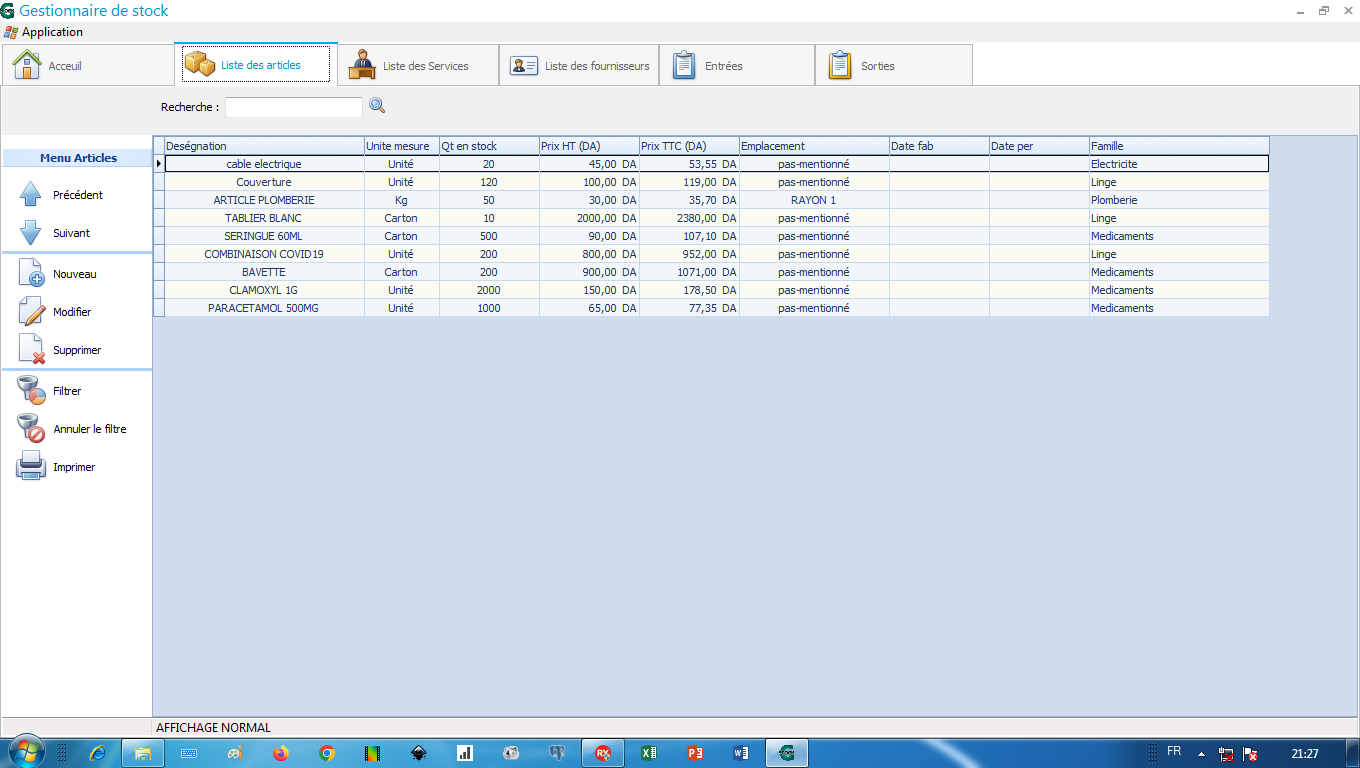 Gestionnaire de stock
Application
Acceuil Liste des articles Liste des Services Liste des fournisseurs Entrées Sorties
Recherche :
Menu Articles
Précédent
Suivant
Nouveau
Modifier
Supprimer
Filtrer
Annuler le filtre
Imprimer
Deségnation Unite mesure Qt en stock Prix HT (DA) Prix TTC (DA) Emplacement Date fab Date per Famille
cable electrique Unité 20 45,00 DA 53,55 DA pas-mentionné Electricite
Couverture Unité 120 100,00 DA 119,00 DA pas-mentionné Linge
ARTICLE PLOMBERIE Kg 50 30,00 DA 35,70 DA RAYON 1 Plomberie
TABLIER BLANC Carton 10 2000,00 DA 2380,00 DA pas-mentionné Linge
SERINGUE 60ML Carton 500 90,00 DA 107,10 DA pas-mentionné Medicaments
COMBINAISON COVID19 Unité 200 800,00 DA 952,00 DA pas-mentionné Linge
BAVETTE Carton 200 900,00 DA 1071,00 DA pas-mentionné Medicaments
CLAMOXYL 1G Unité 2000 150,00 DA 178,50 DA pas-mentionné Medicaments
PARACETAMOL 500MG Unité 1000 65,00 DA 77,35 DA pas-mentionné Medicaments
AFFICHAGE NORMAL
RX
FR
21:27